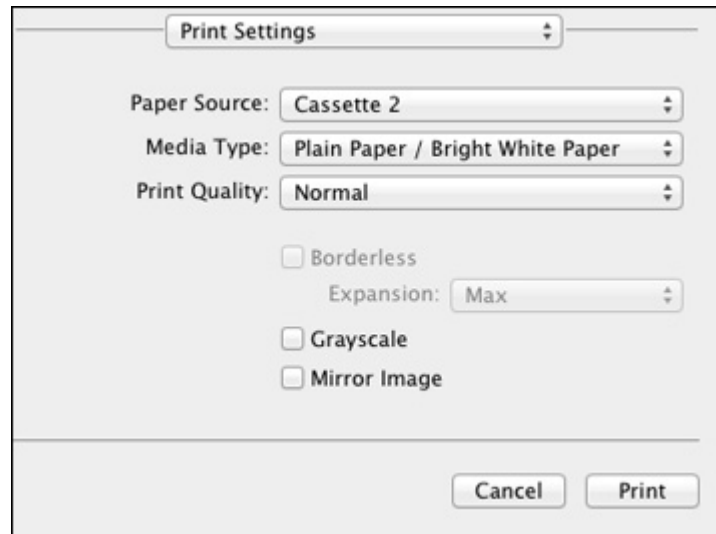 Print Settings
Paper Source: Cassette 2
Media Type: Plain Paper / Bright White Paper
Print Quality: Normal
Borderless
Expansion: Max
Grayscale
Mirror Image
Cancel Print